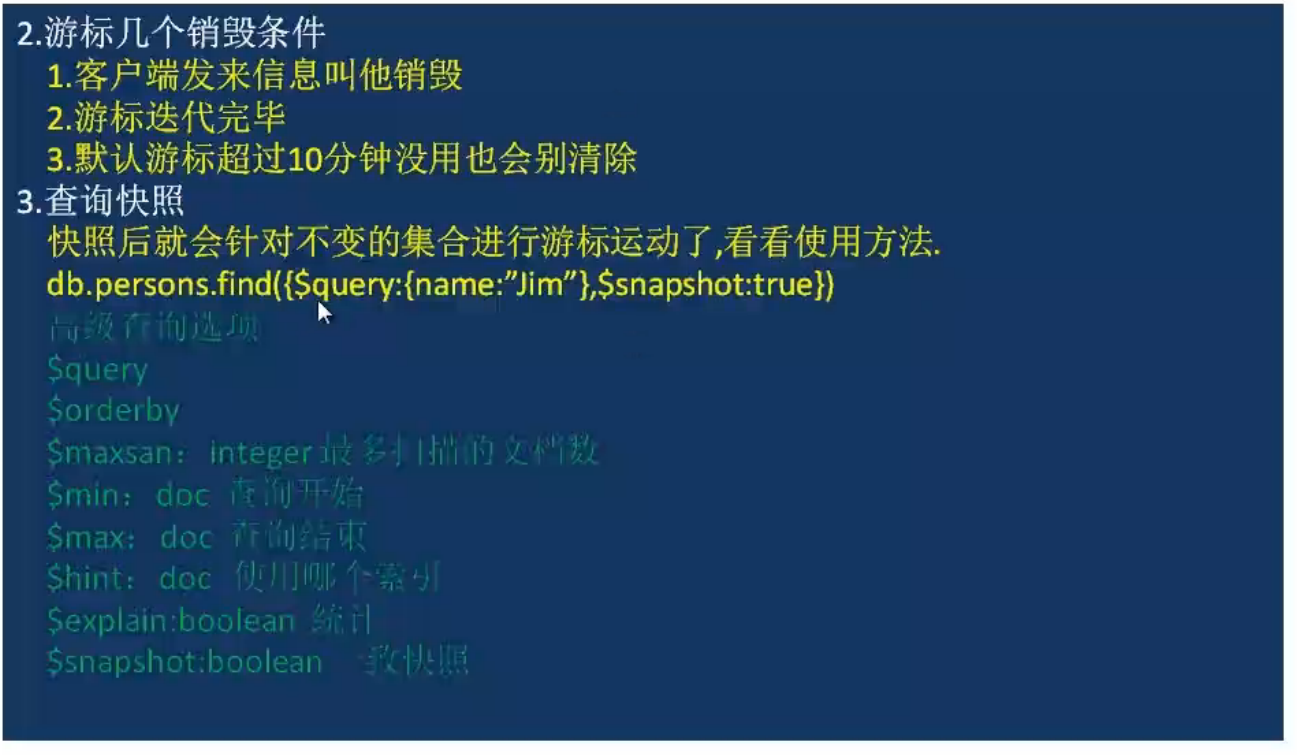 2.游标几个销毁条件
1.客户端发来信息叫他销毁
2.游标迭代完毕
3.默认游标超过10分钟没用也会别清除
3.查询快照
快照后就会针对不变的集合进行游标运动了,看看使用方法.
db.persons.find({$query:{name:”Jim”},$snapshot:true})
高级查询选项
$query
$orderby
$maxsan：integer 最多扫描的文档数
$min：doc 查询开始
$max：doc 查询结束
$hint：doc 使用哪个索引
$explain:boolean 统计
$snapshot:boolean 一致快照